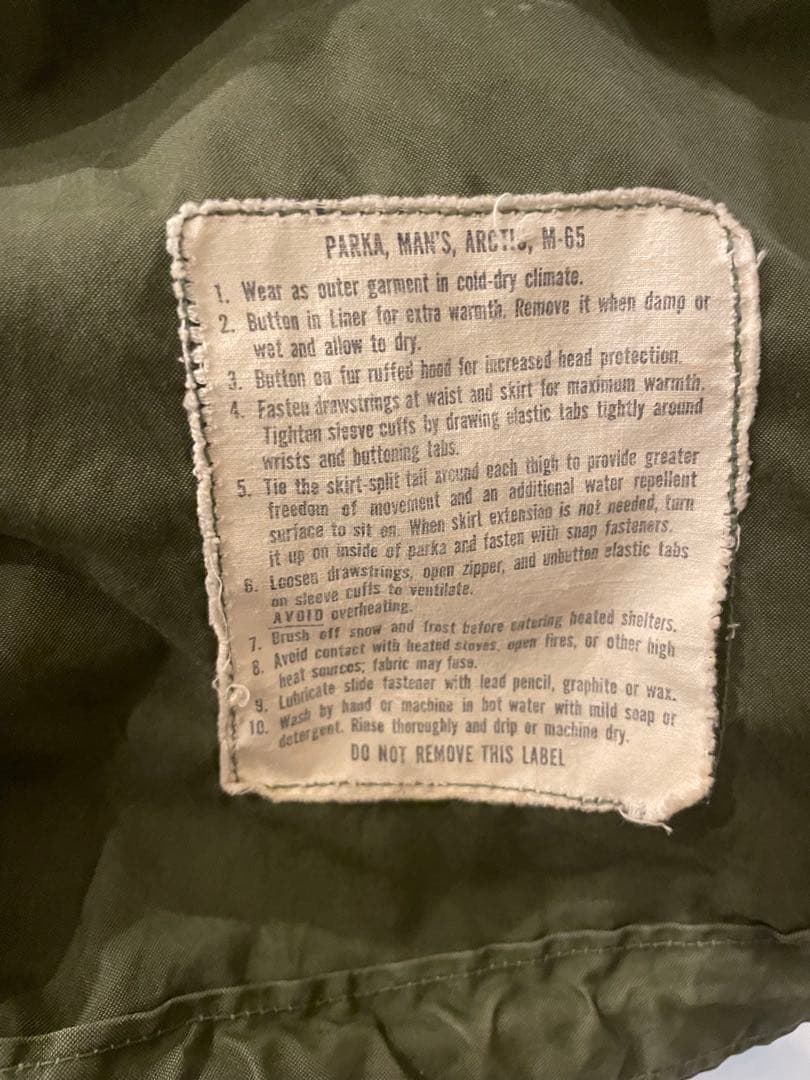 PARKA, MAN'S, ARCTIC, M-65
1. Wear as outer garment in cold-dry climate.
2. Button in Liner for extra warmth. Remove it when damp or
wet and allow to dry.
3. Button on fur ruffed hood for increased head protection.
4. Fasten drawstrings at waist and skirt for maximum warmth.
Tighten sleeve cuffs by drawing elastic tabs tightly around
wrists and buttoning tabs.
5. Tie the skirt-split tail around each thigh to provide greater
freedom of movement and an additional water repellent
surface to sit on. When skirt extension is not needed, turn
it up on inside of parka and fasten with snap fasteners.
6. Loosen drawstrings, open zipper, and unbutton elastic tabs
on sleeve cuffs to ventilate.
AVOID overheating.
7. Brush off snow and frost before entering heated shelters.
8. Avoid contact with heated stoves, open fires, or other high
heat sources; fabric may fuse.
9. Lubricate slide fastener with lead pencil, graphite or wax.
10. Wash by hand or machine in hot water with mild soap or
detergent. Rinse thoroughly and drip or machine dry.
DO NOT REMOVE THIS LABEL